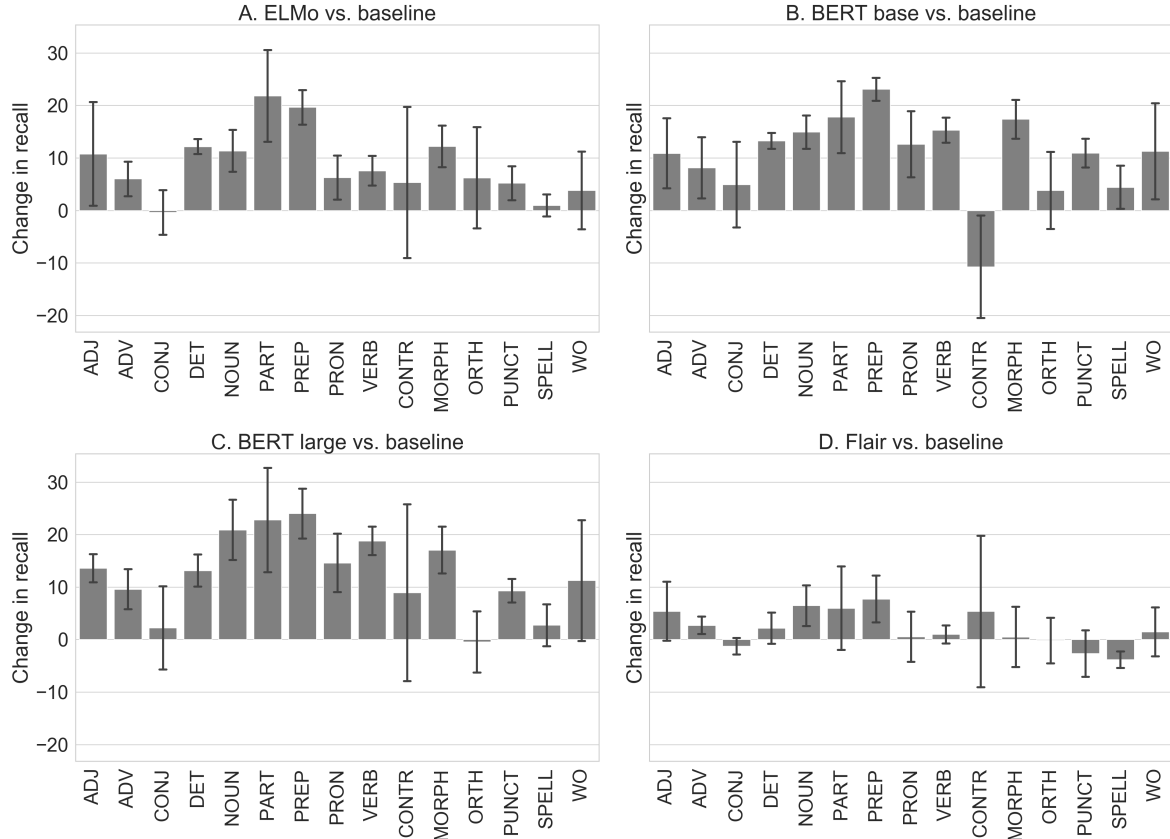 A. ELMo vs. baseline
Change in recall
30
20
10
0
−10
−20
ADJ ADV CONJ DET NOUN PART PREP PRON VERB CONTR MORPH ORTH PUNCT SPELL WO
B. BERT base vs. baseline
Change in recall
ADJ ADV CONJ DET NOUN PART PREP PRON VERB CONTR MORPH ORTH PUNCT SPELL WO
C. BERT large vs. baseline
Change in recall
30
20
10
0
−10
−20
ADJ ADV CONJ DET NOUN PART PREP PRON VERB CONTR MORPH ORTH PUNCT SPELL WO
D. Flair vs. baseline
Change in recall
ADJ ADV CONJ DET NOUN PART PREP PRON VERB CONTR MORPH ORTH PUNCT SPELL WO